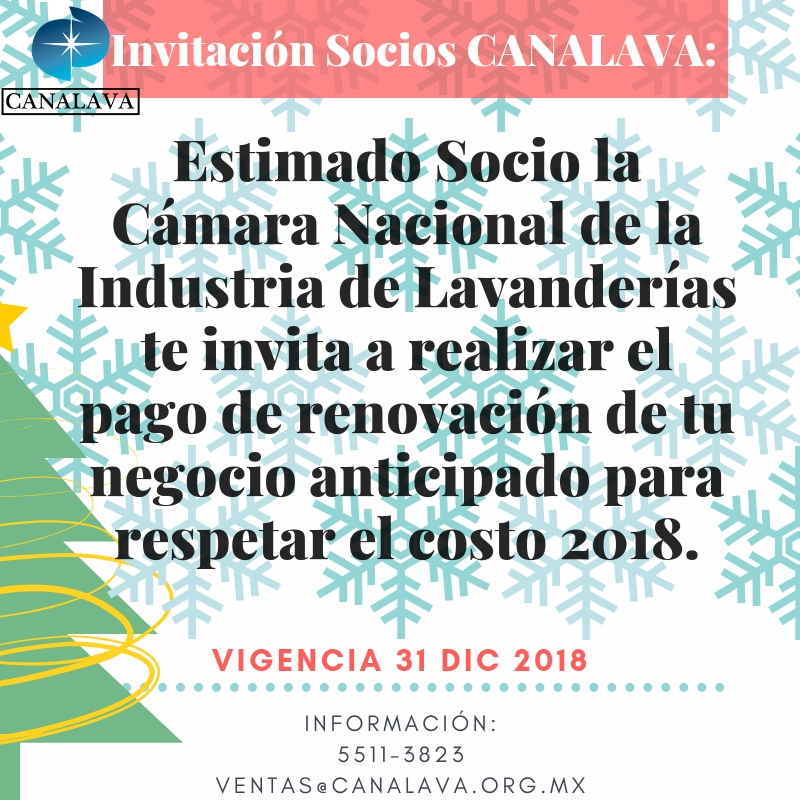 Invitación Socios CANALAVA:
CANALAVA
Estimado Socio la
Cámara Nacional de la
Industria de Lavanderías
te invita a realizar el
pago de renovación de tu
negocio anticipado para
respetar el costo 2018.
VIGENCIA 31 DIC 2018
INFORMACIÓN:
5511-3823
VENTAS@CANALAVA.ORG.MX